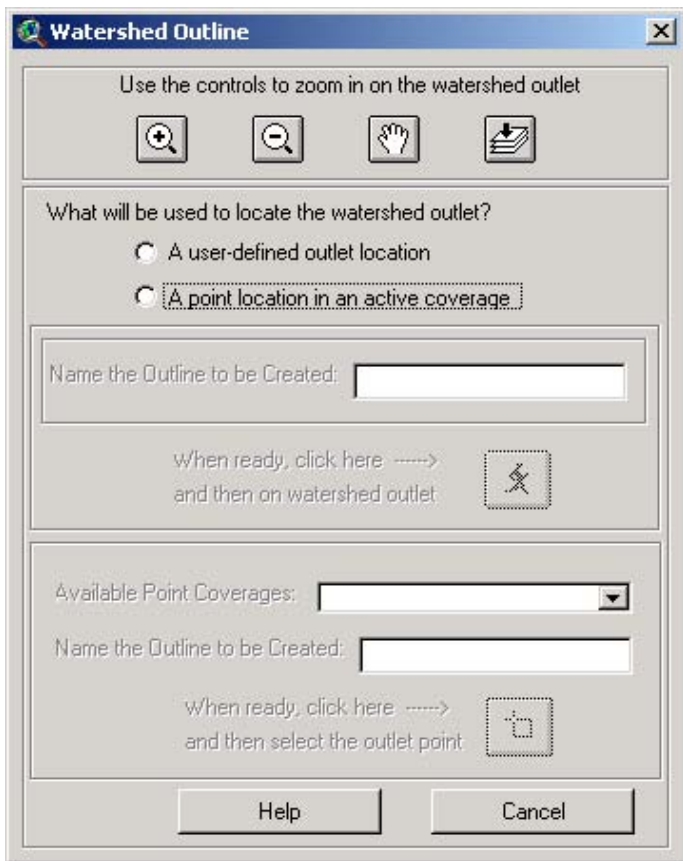 Watershed Outline
Use the controls to zoom in on the watershed outlet
What will be used to locate the watershed outlet?
A user-defined outlet location
A point location in an active coverage
Name the Outline to be Created:
When ready, click here ----->
and then on watershed outlet
Available Point Coverages:
Name the Outline to be Created:
When ready, click here ----->
and then select the outlet point
Help
Cancel